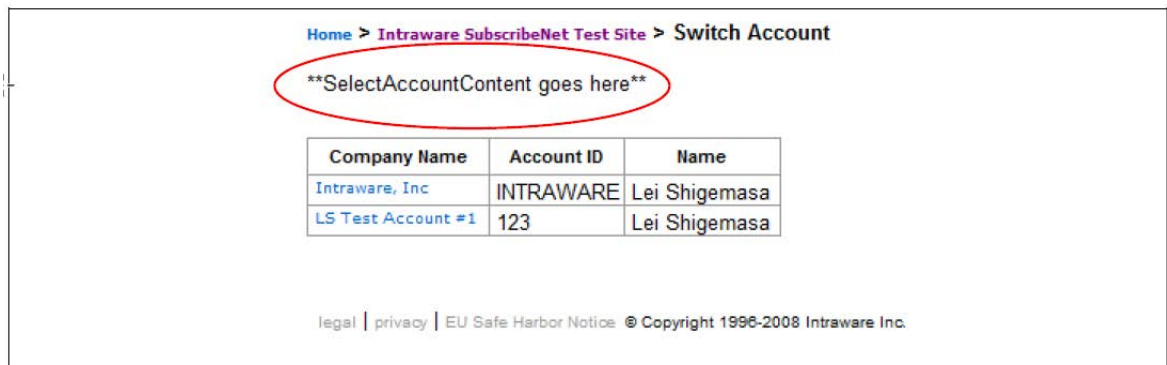 Home > Intraware SubscribeNet Test Site > Switch Account
**SelectAccountContent goes here**
Company Name Account ID Name
Intraware, Inc INTRAWARE Lei Shigemasa
LS Test Account #1 123 Lei Shigemasa
legal | privacy | EU Safe Harbor Notice © Copyright 1996-2008 Intraware Inc.